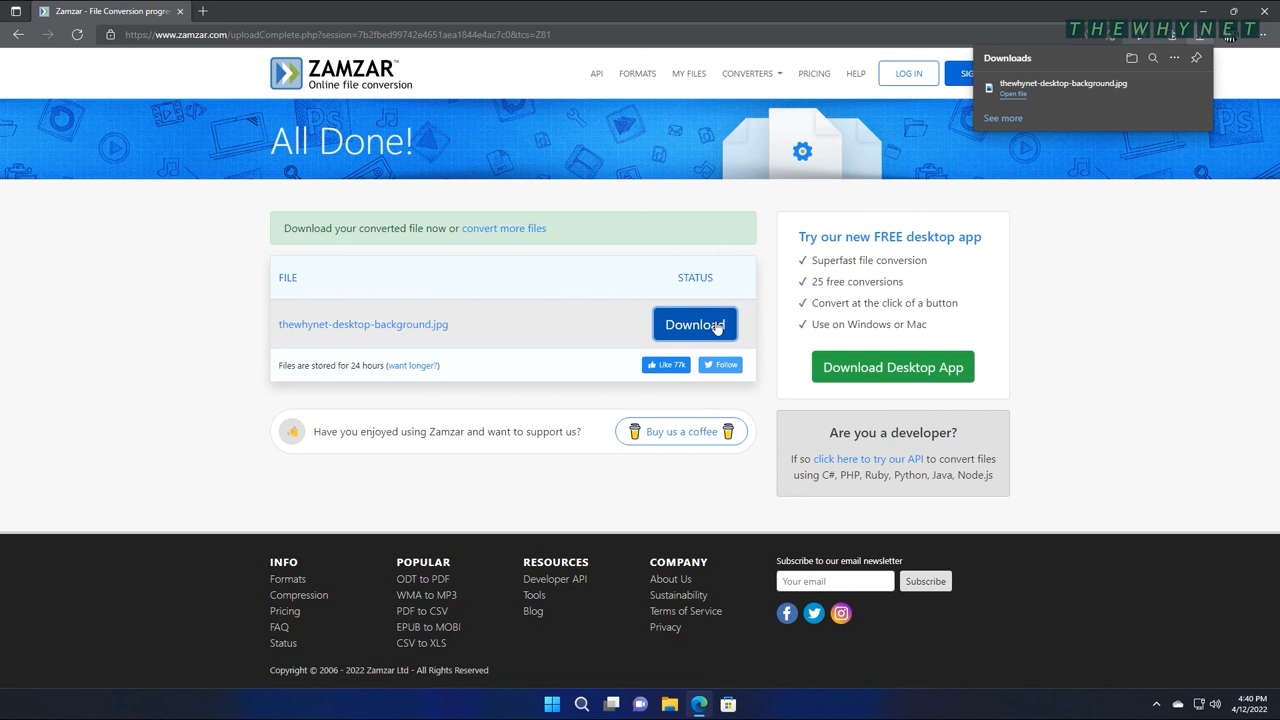 Zamzar - File Conversion progre
THEWHYNET
https://www.zamzar.com/uploadComplete.php?session=7b2fbed99742e4651aea1844e4ac7c0&tcs=Z81
ZAMZAR™
Online file conversion
API
FORMATS
MY FILES
CONVERTERS
PRICING
HELP
LOG IN
SIG
Downloads
thewhynet-desktop-background.jpg
Open file
See more
All Done!
Download your converted file now or convert more files
FILE
STATUS
thewhynet-desktop-background.jpg
Download
Files are stored for 24 hours (want longer?)
Like 77k
Follow
Have you enjoyed using Zamzar and want to support us?
Buy us a coffee
Try our new FREE desktop app
✓ Superfast file conversion
✓ 25 free conversions
✓ Convert at the click of a button
✓ Use on Windows or Mac
Download Desktop App
Are you a developer?
If so click here to try our API to convert files
using C#, PHP, Ruby, Python, Java, Node.js
INFO
Formats
Compression
Pricing
FAQ
Status
POPULAR
ODT to PDF
WMA to MP3
PDF to CSV
EPUB to MOBI
CSV to XLS
RESOURCES
Developer API
Tools
Blog
COMPANY
About Us
Sustainability
Terms of Service
Privacy
Subscribe to our email newsletter
Your email
Subscribe
Copyright © 2006 - 2022 Zamzar Ltd - All Rights Reserved
4:40 PM
4/12/2022